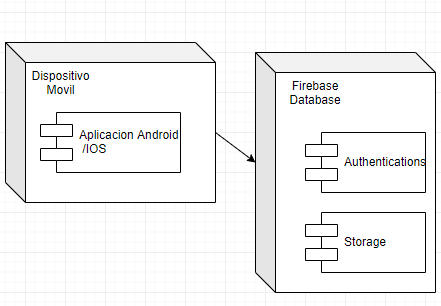 Dispositivo
Movil
Aplicacion Android
/IOS
Firebase
Database
Authentications
Storage